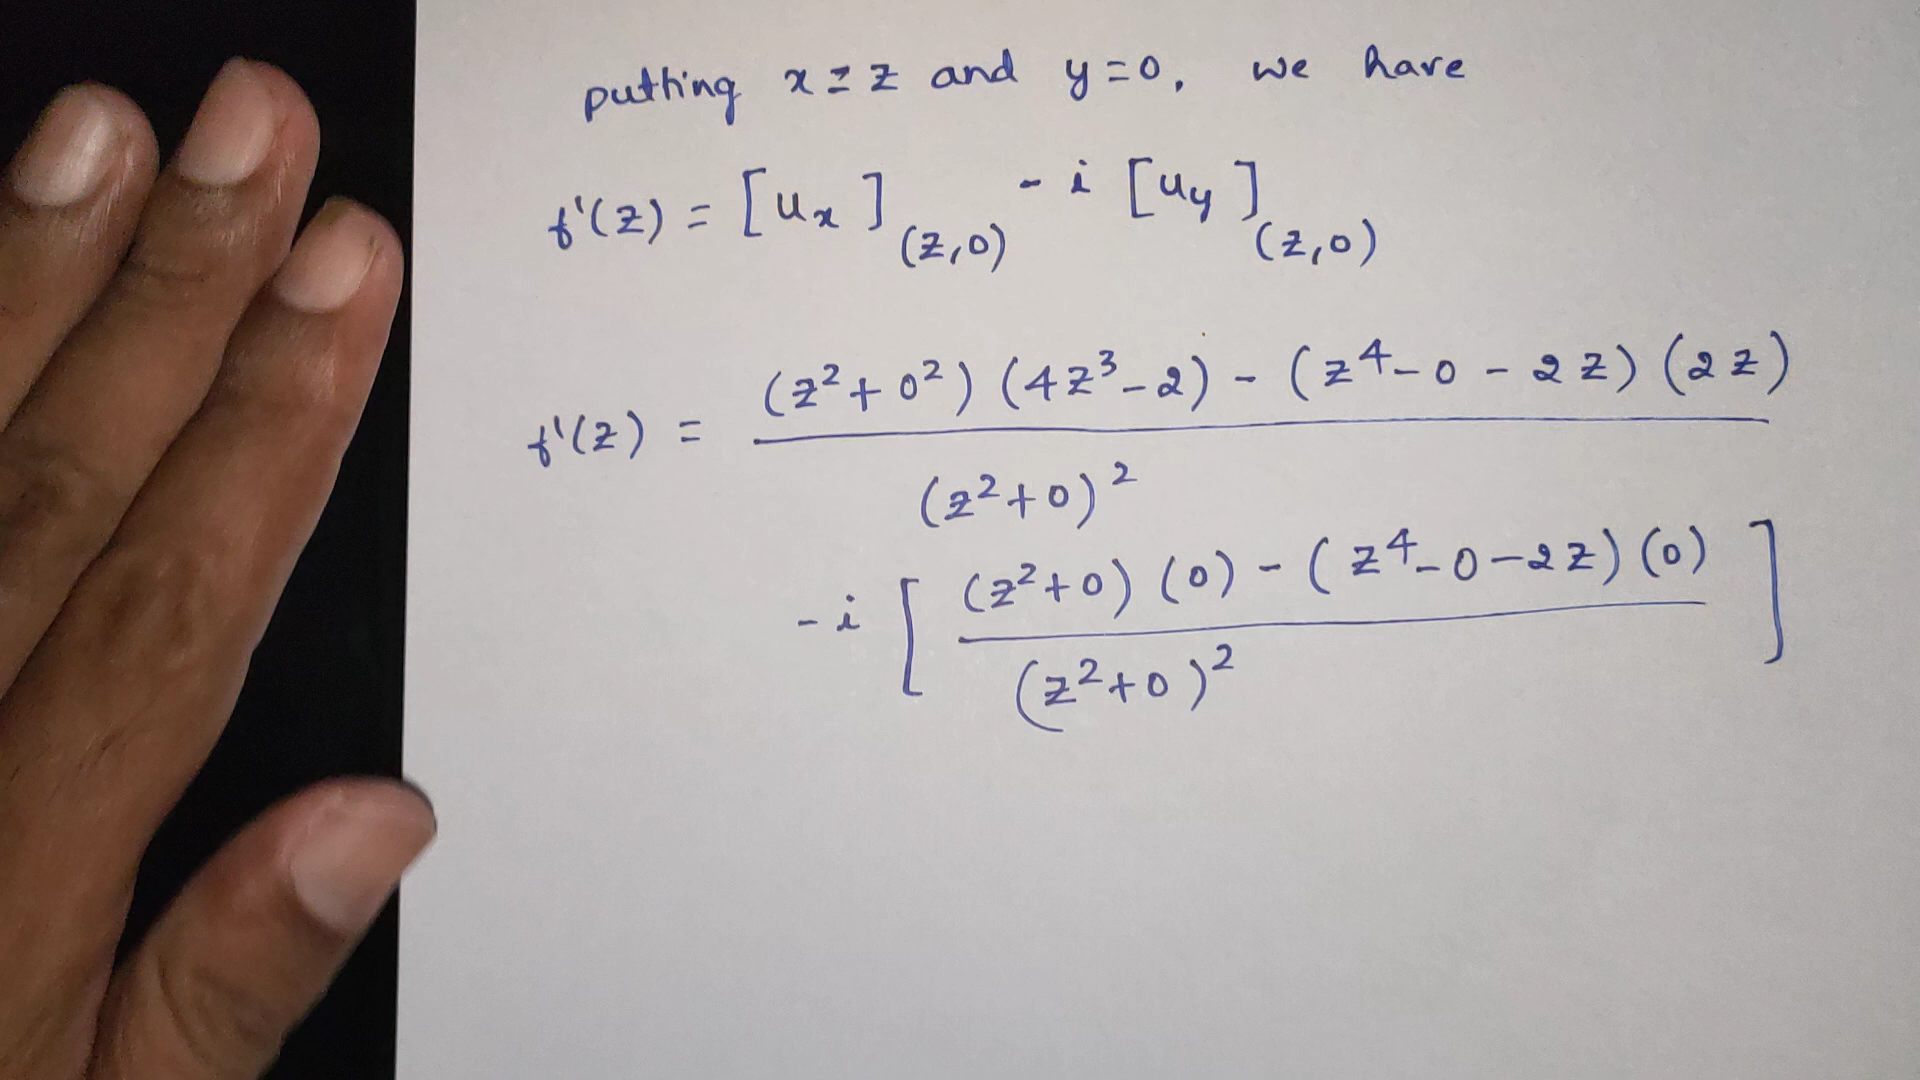 putting x = z and y = 0, we have
f'(z) = [u_x]_(z,0) - i [u_y]_(z,0)
f'(z) = (z² + 0²) (4z³ - 2) - (z⁴ - 0 - 2z) (2z)
(z² + 0)²
- i [ (z² + 0) (0) - (z⁴ - 0 - 2z) (0) ]
(z² + 0)²